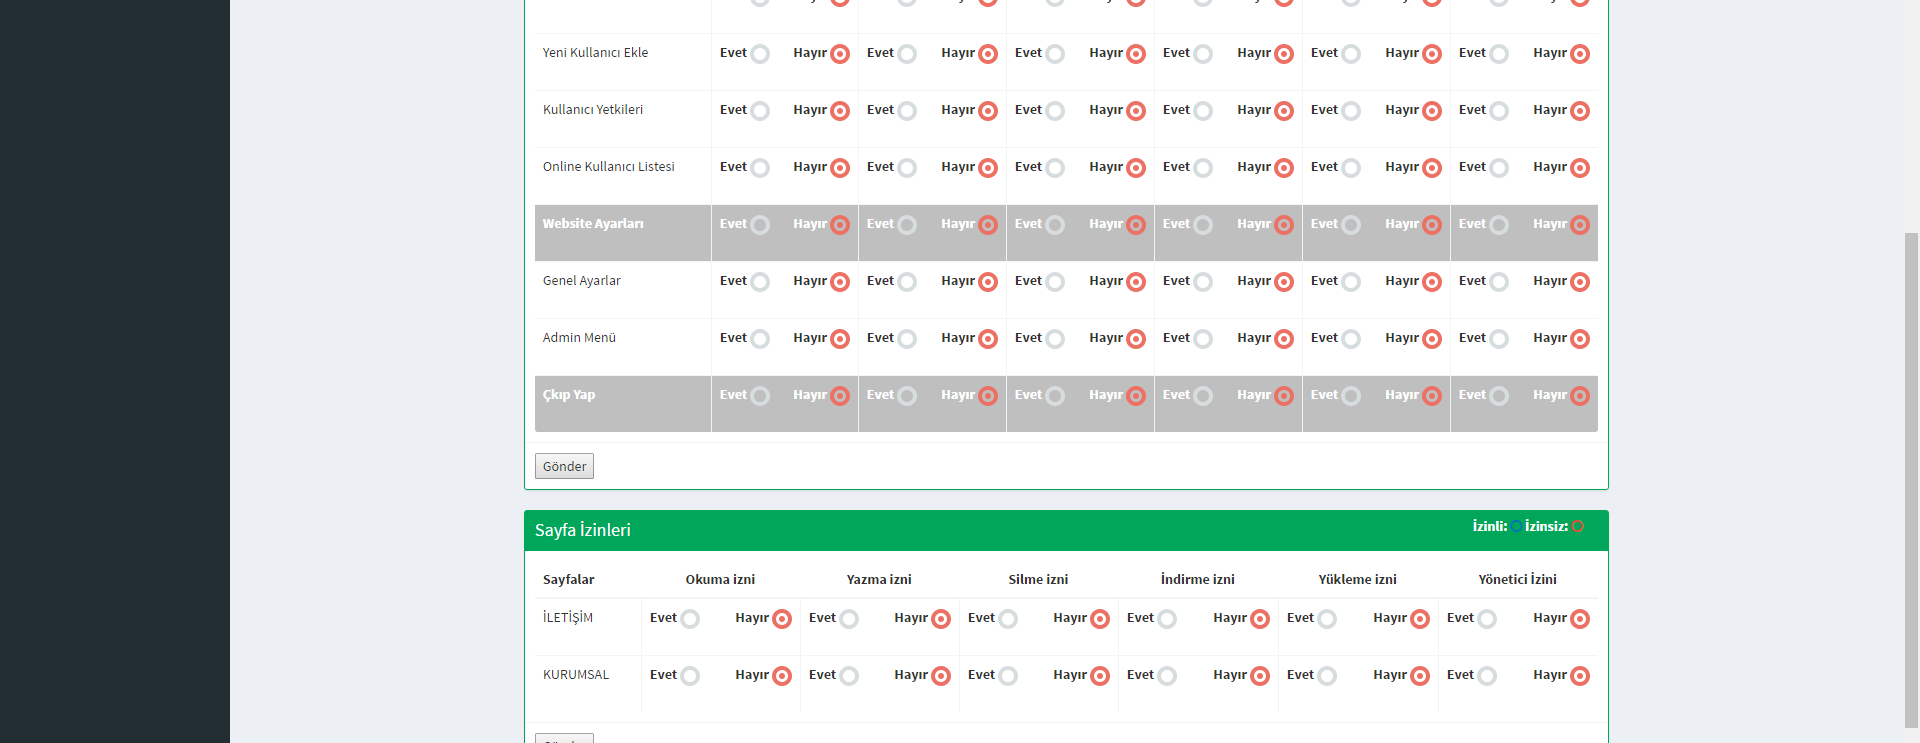 Yeni Kullanıcı Ekle Evet Hayır Evet Hayır Evet Hayır Evet Hayır Evet Hayır Evet Hayır
Kullanıcı Yetkileri Evet Hayır Evet Hayır Evet Hayır Evet Hayır Evet Hayır Evet Hayır
Online Kullanıcı Listesi Evet Hayır Evet Hayır Evet Hayır Evet Hayır Evet Hayır Evet Hayır
Website Ayarları Evet Hayır Evet Hayır Evet Hayır Evet Hayır Evet Hayır Evet Hayır
Genel Ayarlar Evet Hayır Evet Hayır Evet Hayır Evet Hayır Evet Hayır Evet Hayır
Admin Menü Evet Hayır Evet Hayır Evet Hayır Evet Hayır Evet Hayır Evet Hayır
Çkıp Yap Evet Hayır Evet Hayır Evet Hayır Evet Hayır Evet Hayır Evet Hayır
Gönder
Sayfa İzinleri İzinli: İzinsiz:
Sayfalar Okuma izni Yazma izni Silme izni İndirme izni Yükleme izni Yönetici İzini
İLETİŞİM Evet Hayır Evet Hayır Evet Hayır Evet Hayır Evet Hayır Evet Hayır
KURUMSAL Evet Hayır Evet Hayır Evet Hayır Evet Hayır Evet Hayır Evet Hayır